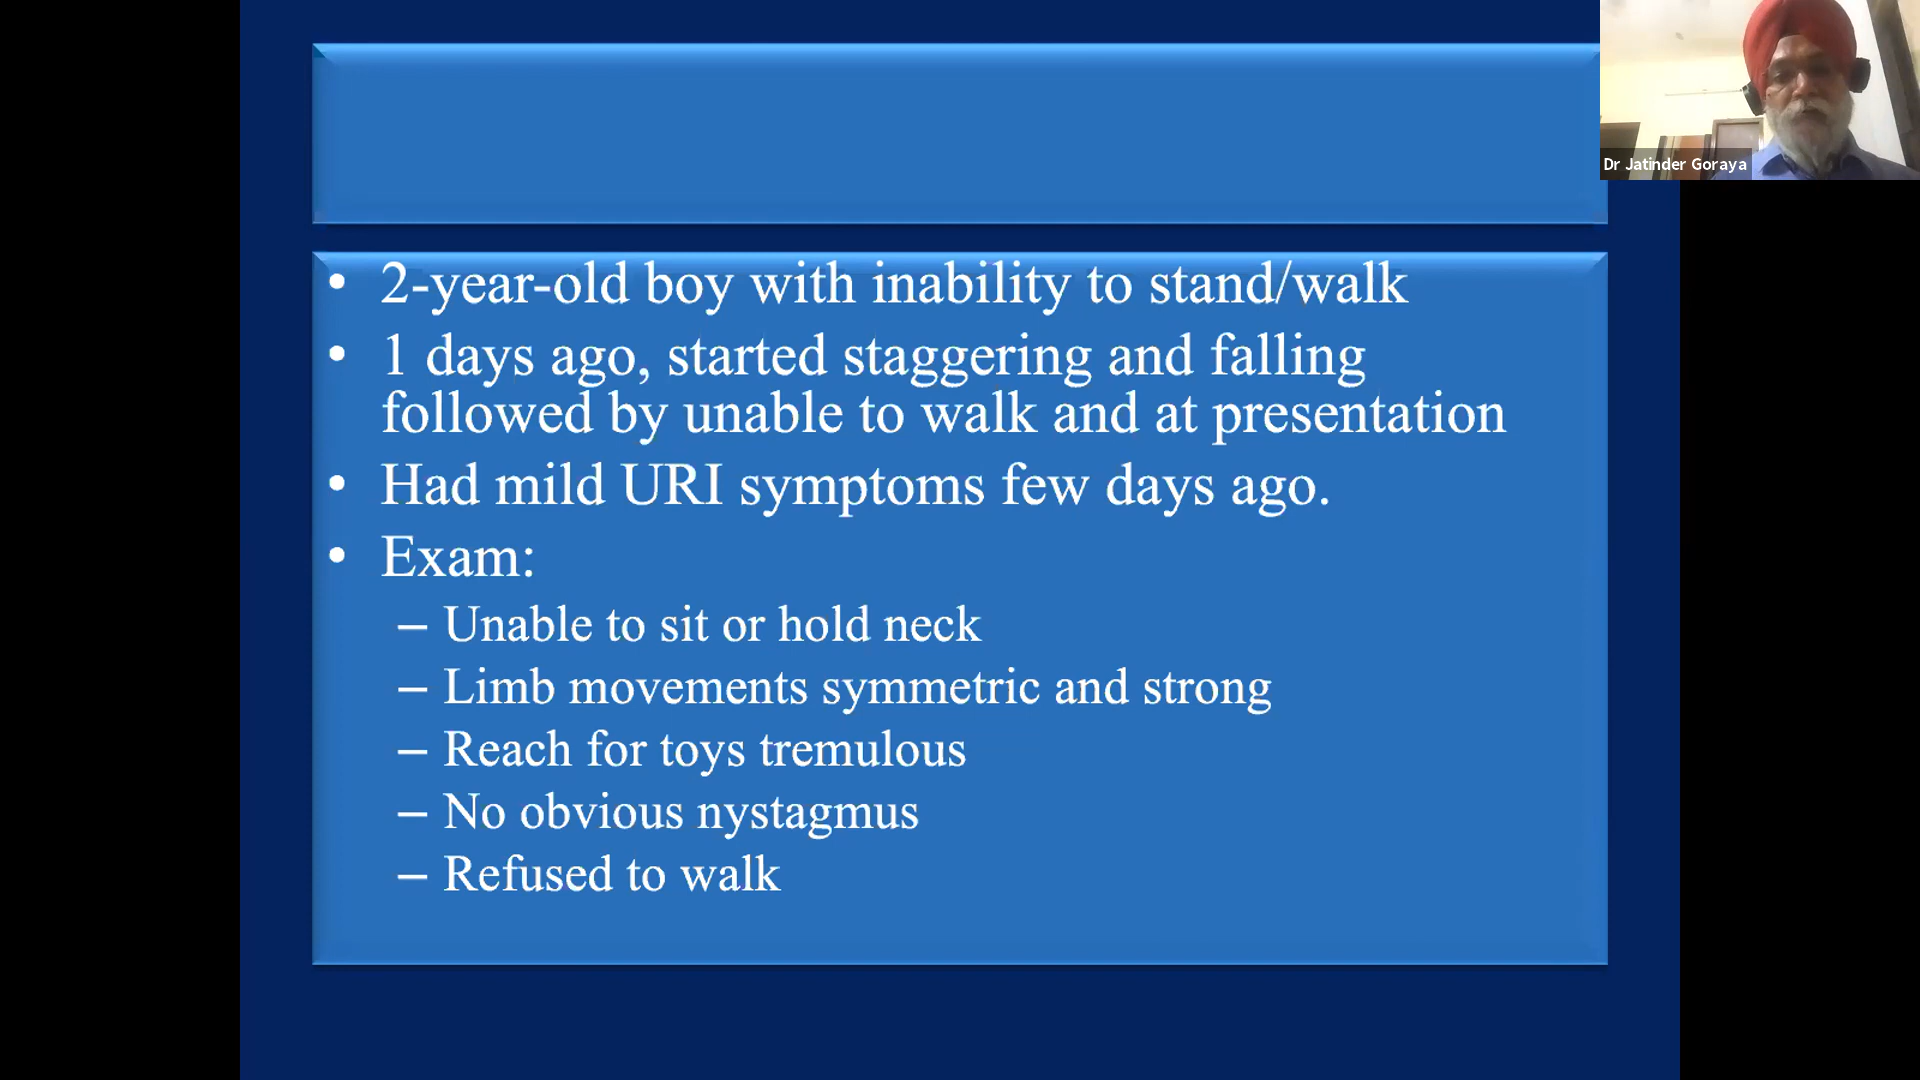 Dr Jatinder Goraya
• 2-year-old boy with inability to stand/walk
• 1 days ago, started staggering and falling
followed by unable to walk and at presentation
• Had mild URI symptoms few days ago.
• Exam:
– Unable to sit or hold neck
– Limb movements symmetric and strong
– Reach for toys tremulous
– No obvious nystagmus
– Refused to walk